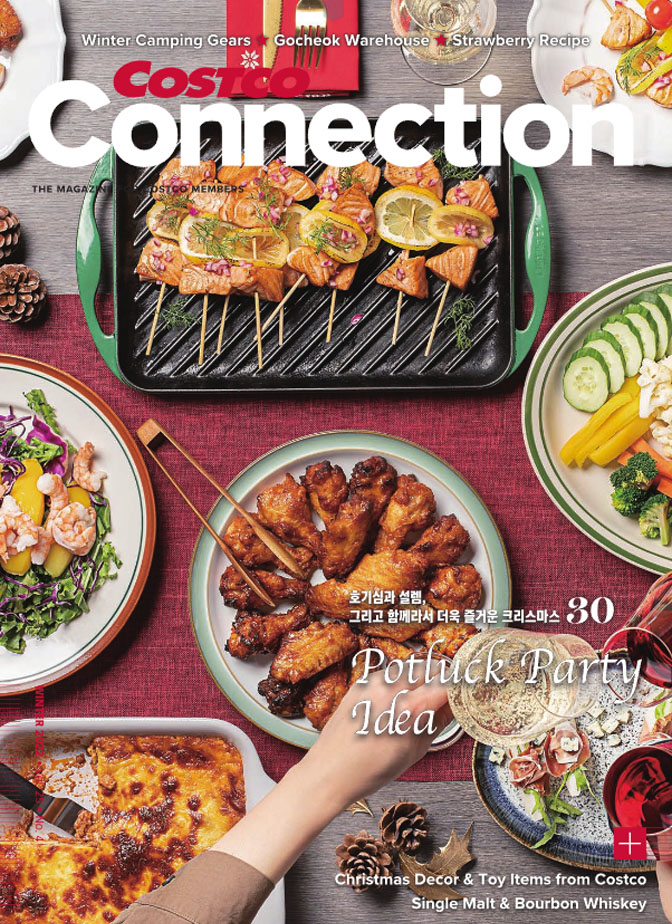 Winter Camping Gears ★ Gocheok Warehouse ★ Strawberry Recipe
Costco
Connection
THE MAGAZINE FOR COSTCO MEMBERS
호기심과 설렘,
그리고 함께라서 더욱 즐거운 크리스마스 30
Potluck Party
Idea
Christmas Decor & Toy Items from Costco
Single Malt & Bourbon Whiskey